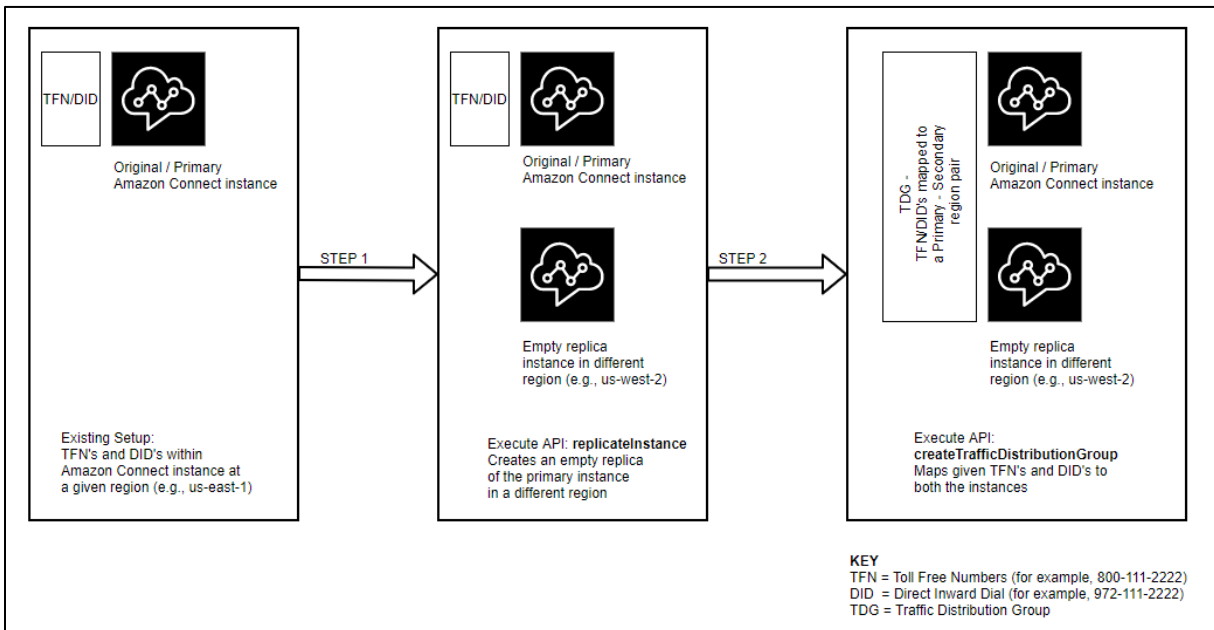 TFN/DID
Original / Primary
Amazon Connect instance
Existing Setup:
TFN's and DID's within
Amazon Connect instance at
a given region (e.g., us-east-1)
STEP 1
TFN/DID
Original / Primary
Amazon Connect instance
Empty replica
instance in different
region (e.g., us-west-2)
Execute API: replicateInstance
Creates an empty replica
of the primary instance
in a different region
STEP 2
TDG -
TFN/DID's mapped to
a Primary - Secondary
region pair
Original / Primary
Amazon Connect instance
Empty replica
instance in different
region (e.g., us-west-2)
Execute API:
createTrafficDistributionGroup
Maps given TFN's and DID's to
both the instances
KEY
TFN = Toll Free Numbers (for example, 800-111-2222)
DID = Direct Inward Dial (for example, 972-111-2222)
TDG = Traffic Distribution Group